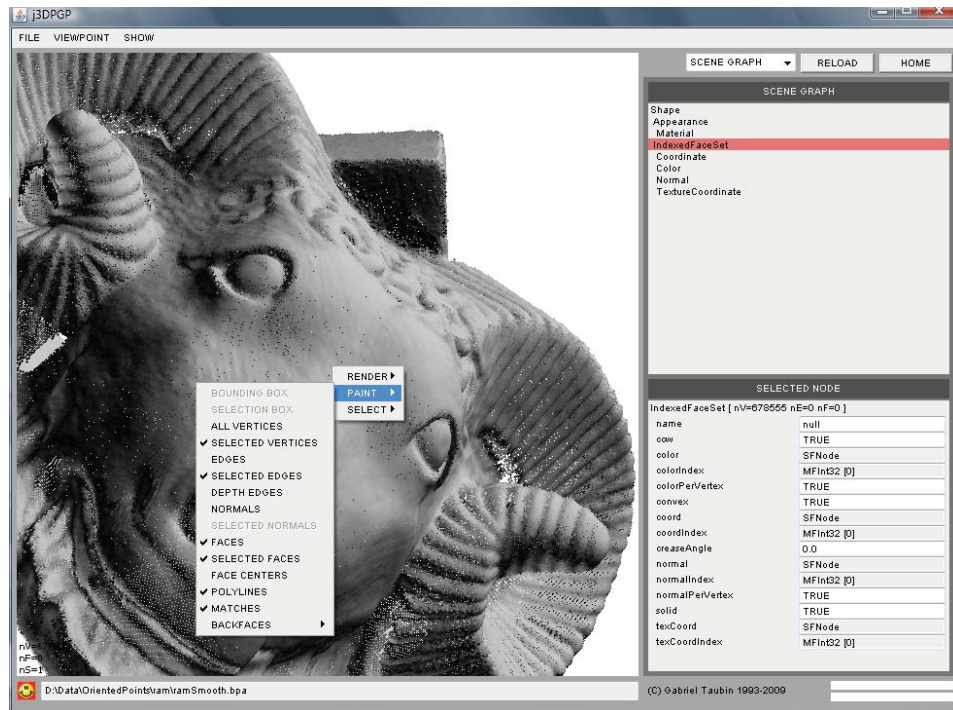 j3DPGP
FILE VIEWPOINT SHOW
SCENE GRAPH RELOAD HOME
SCENE GRAPH
Shape
Appearance
Material
IndexedFaceSet
Coordinate
Color
Normal
TextureCoordinate
RENDER
PAINT
SELECT
BOUNDING BOX
SELECTION BOX
ALL VERTICES
SELECTED VERTICES
EDGES
SELECTED EDGES
DEPTH EDGES
NORMALS
SELECTED NORMALS
FACES
SELECTED FACES
FACE CENTERS
POLYLINES
MATCHES
BACKFACES
SELECTED NODE
IndexedFaceSet [ nV=678555 nE=0 nF=0 ]
name null
ccw TRUE
color SFNode
colorIndex MFInt32 [0]
colorPerVertex TRUE
convex TRUE
coord SFNode
coordIndex MFInt32 [0]
creaseAngle 0.0
normal SFNode
normalIndex MFInt32 [0]
normalPerVertex TRUE
solid TRUE
texCoord SFNode
texCoordIndex MFInt32 [0]
nS=1
D:\Data\OrientedPoints\ram\ramSmooth.bpa
(C) Gabriel Taubin 1993-2009